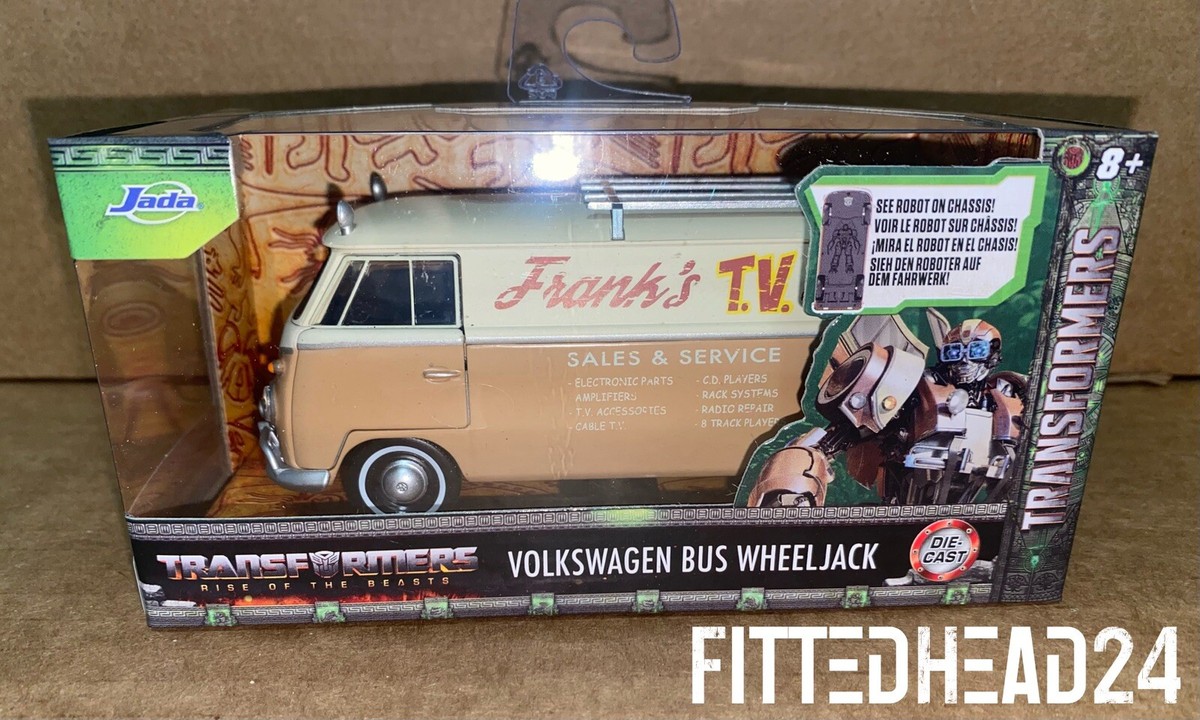 Jada
8+
SEE ROBOT ON CHASSIS!
VOIR LE ROBOT SUR CHÂSSIS!
¡MIRA EL ROBOT EN EL CHASIS!
SIEH DEN ROBOTER AUF
DEM FAHRWERK!
Frank's T.V.
SALES & SERVICE
- ELECTRONIC PARTS
AMPLIFIERS
- T.V. ACCESSOTIES
- CABLE T.V.
- C.D. PLAYERS
- RACK SYSTEMS
- RADIO REPAIR
- 8 TRACK PLAYE
TRANSFORMERS
TRANSFORMERS
RISE OF THE BEASTS
VOLKSWAGEN BUS WHEELJACK
DIE-
CAST
FITTEDHEAD24